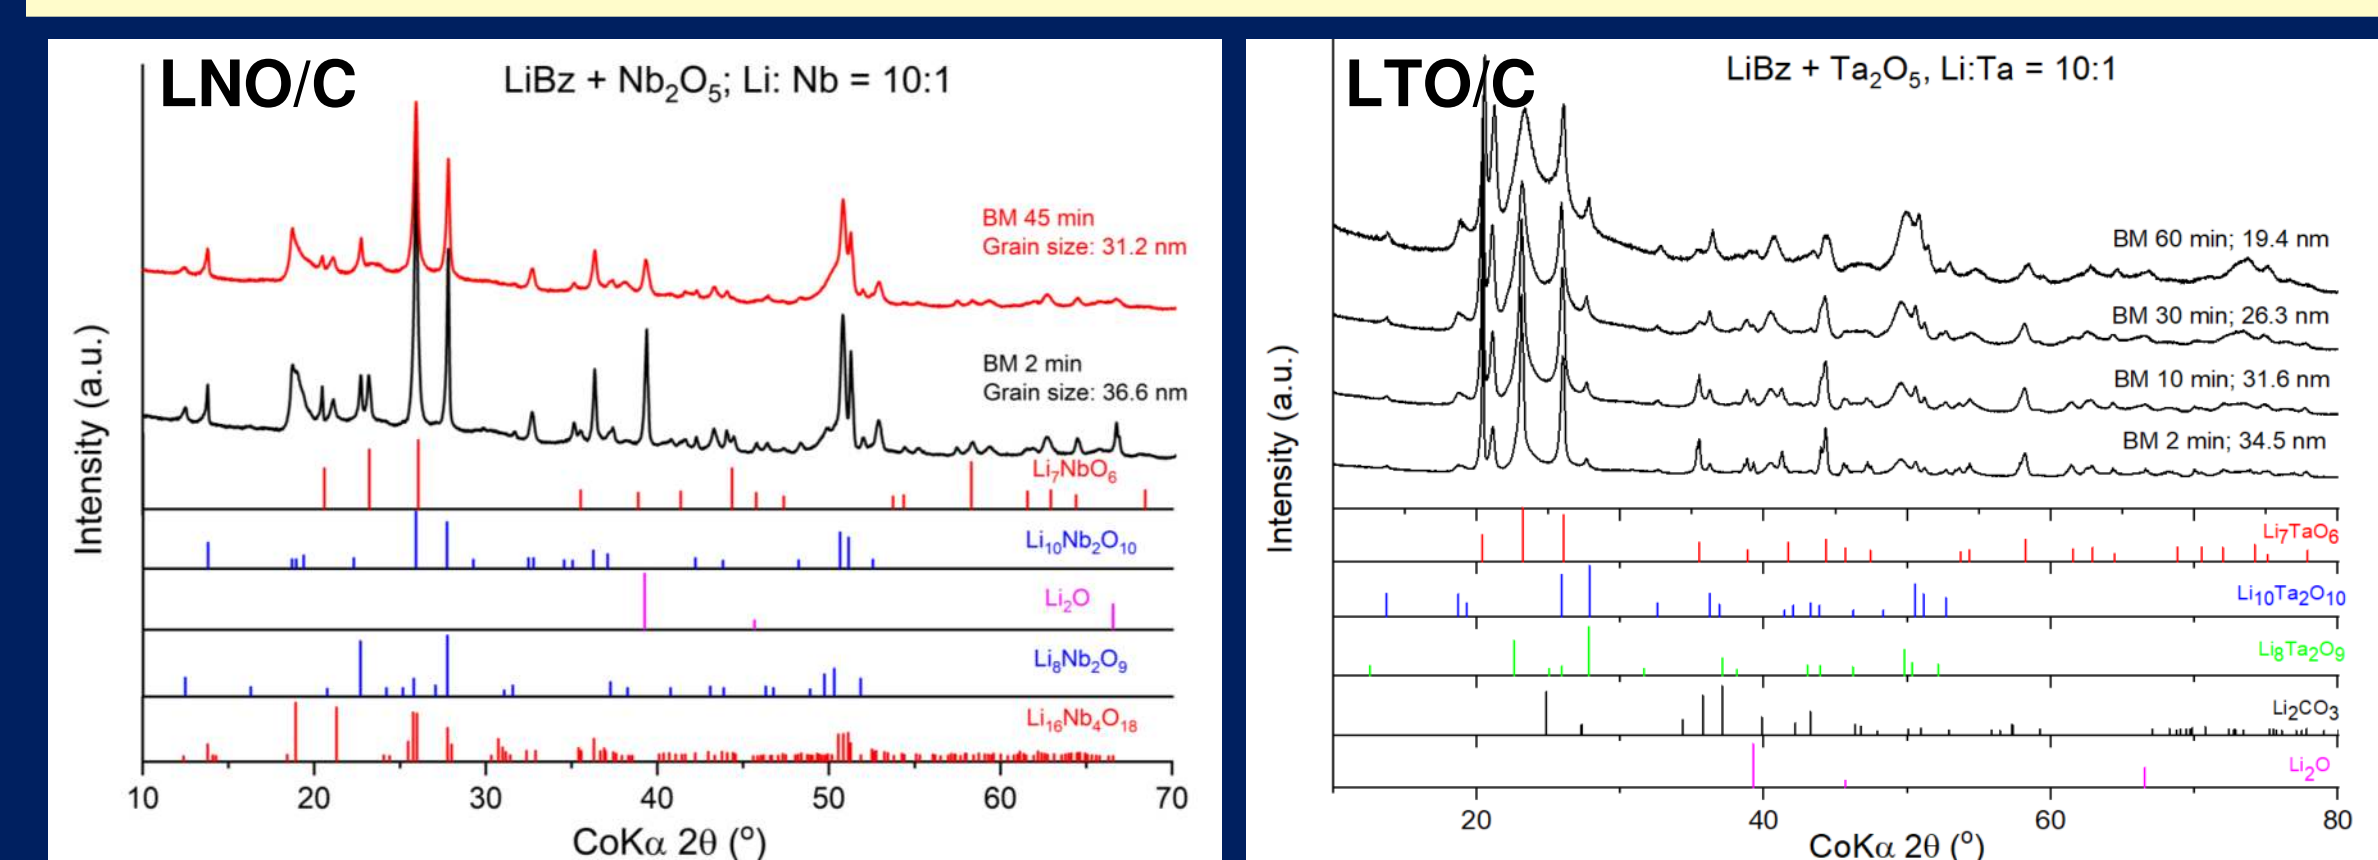 LNO/C
LiBz + Nb₂O₅; Li: Nb = 10:1
BM 45 min
Grain size: 31.2 nm
BM 2 min
Grain size: 36.6 nm
Li₇NbO₆
Li₁₀Nb₂O₁₀
Li₂O
Li₈Nb₂O₉
Li₁₆Nb₄O₁₈
Intensity (a.u.)
10 20 30 40 50 60 70
CoKα 2θ (º)
LTO/C
LiBz + Ta₂O₅, Li:Ta = 10:1
BM 60 min; 19.4 nm
BM 30 min; 26.3 nm
BM 10 min; 31.6 nm
BM 2 min; 34.5 nm
Li₇TaO₆
Li₁₀Ta₂O₁₀
Li₈Ta₂O₉
Li₂CO₃
Li₂O
Intensity (a.u.)
20 40 60 80
CoKα 2θ (º)